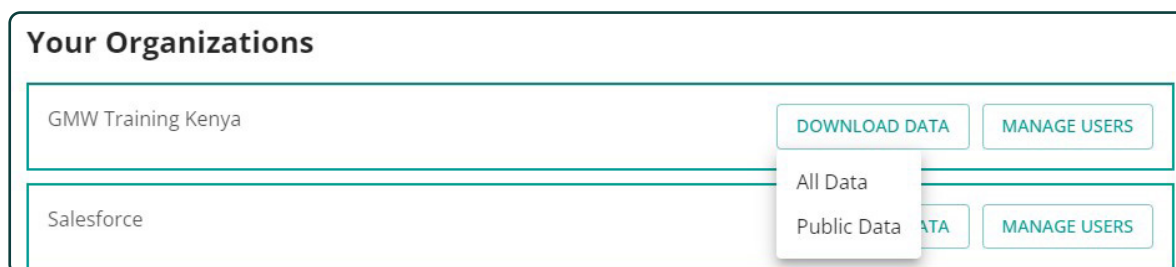 Your Organizations
GMW Training Kenya DOWNLOAD DATA MANAGE USERS
All Data
Salesforce ATA MANAGE USERS
Public Data